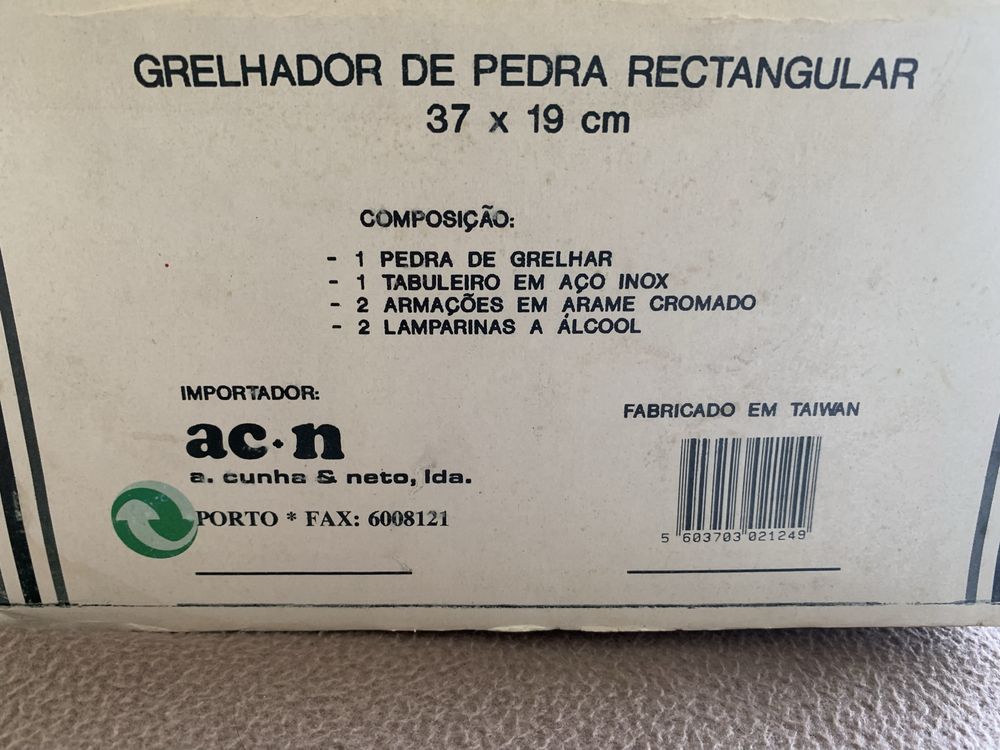 GRELHADOR DE PEDRA RECTANGULAR
37 x 19 cm
COMPOSIÇÃO:
- 1 PEDRA DE GRELHAR
- 1 TABULEIRO EM AÇO INOX
- 2 ARMAÇÕES EM ARAME CROMADO
- 2 LAMPARINAS A ÁLCOOL
IMPORTADOR:
ac·n
a. cunha & neto, lda.
PORTO * FAX: 6008121
FABRICADO EM TAIWAN
5 603703 021249